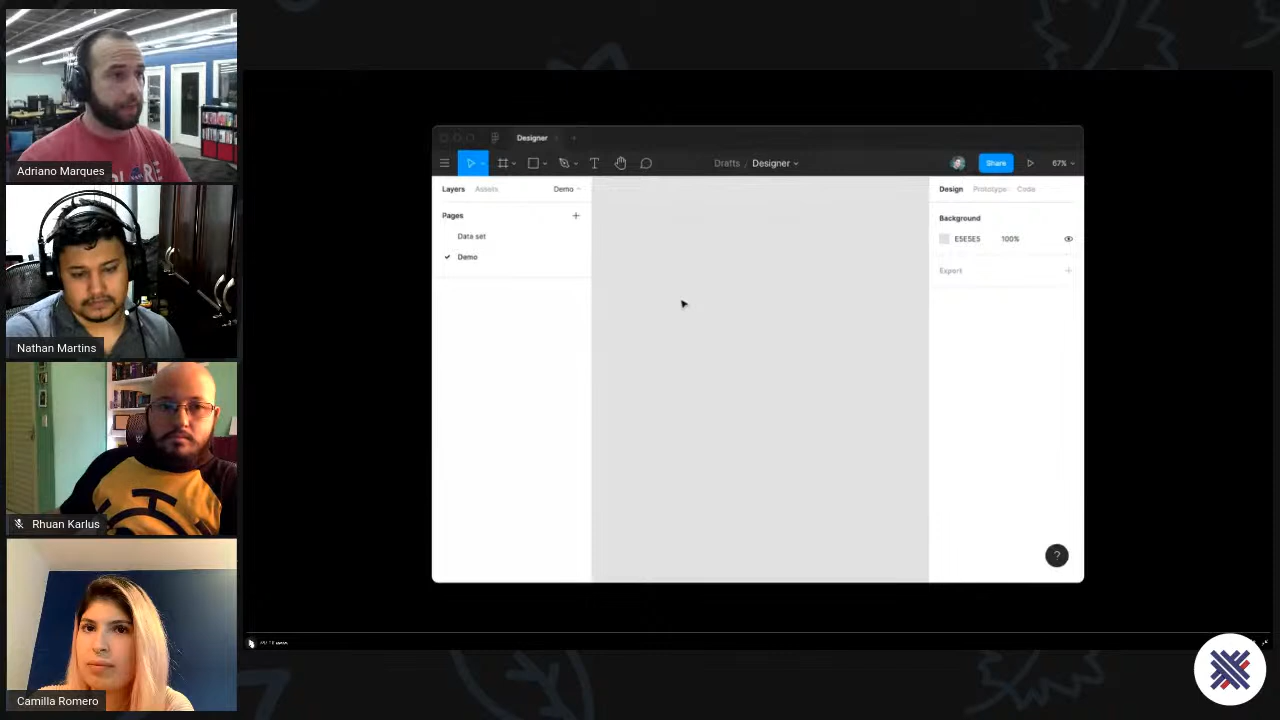 Adriano Marques
Nathan Martins
Rhuan Karlus
Camilla Romero
Designer
Drafts / Designer
Share
67%
Layers Assets Demo
Pages
Data set
Demo
Design Prototype Code
Background
E5E5E5 100%
Export
?